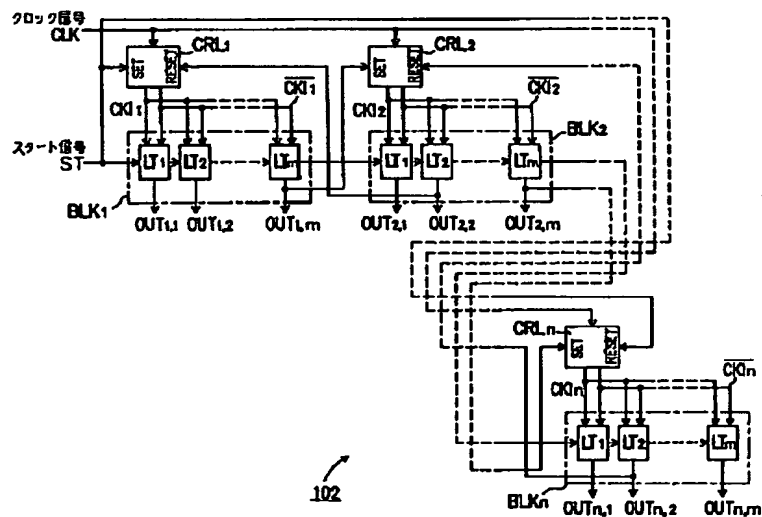 クロック信号
CLK
CRL1
CRL2
SET
RESET
SET
RESET
CKI1
CKI1
CKI2
CKI2
BLK2
スタート信号
ST
LT1
LT2
LTm
LT1
LT2
LTm
BLK1
OUT1,1
OUT1,2
OUT1,m
OUT2,1
OUT2,2
OUT2,m
CRLn
SET
RESET
CKIn
CKIn
LT1
LT2
LTm
102
BLKn
OUTn,1
OUTn,2
OUTn,m